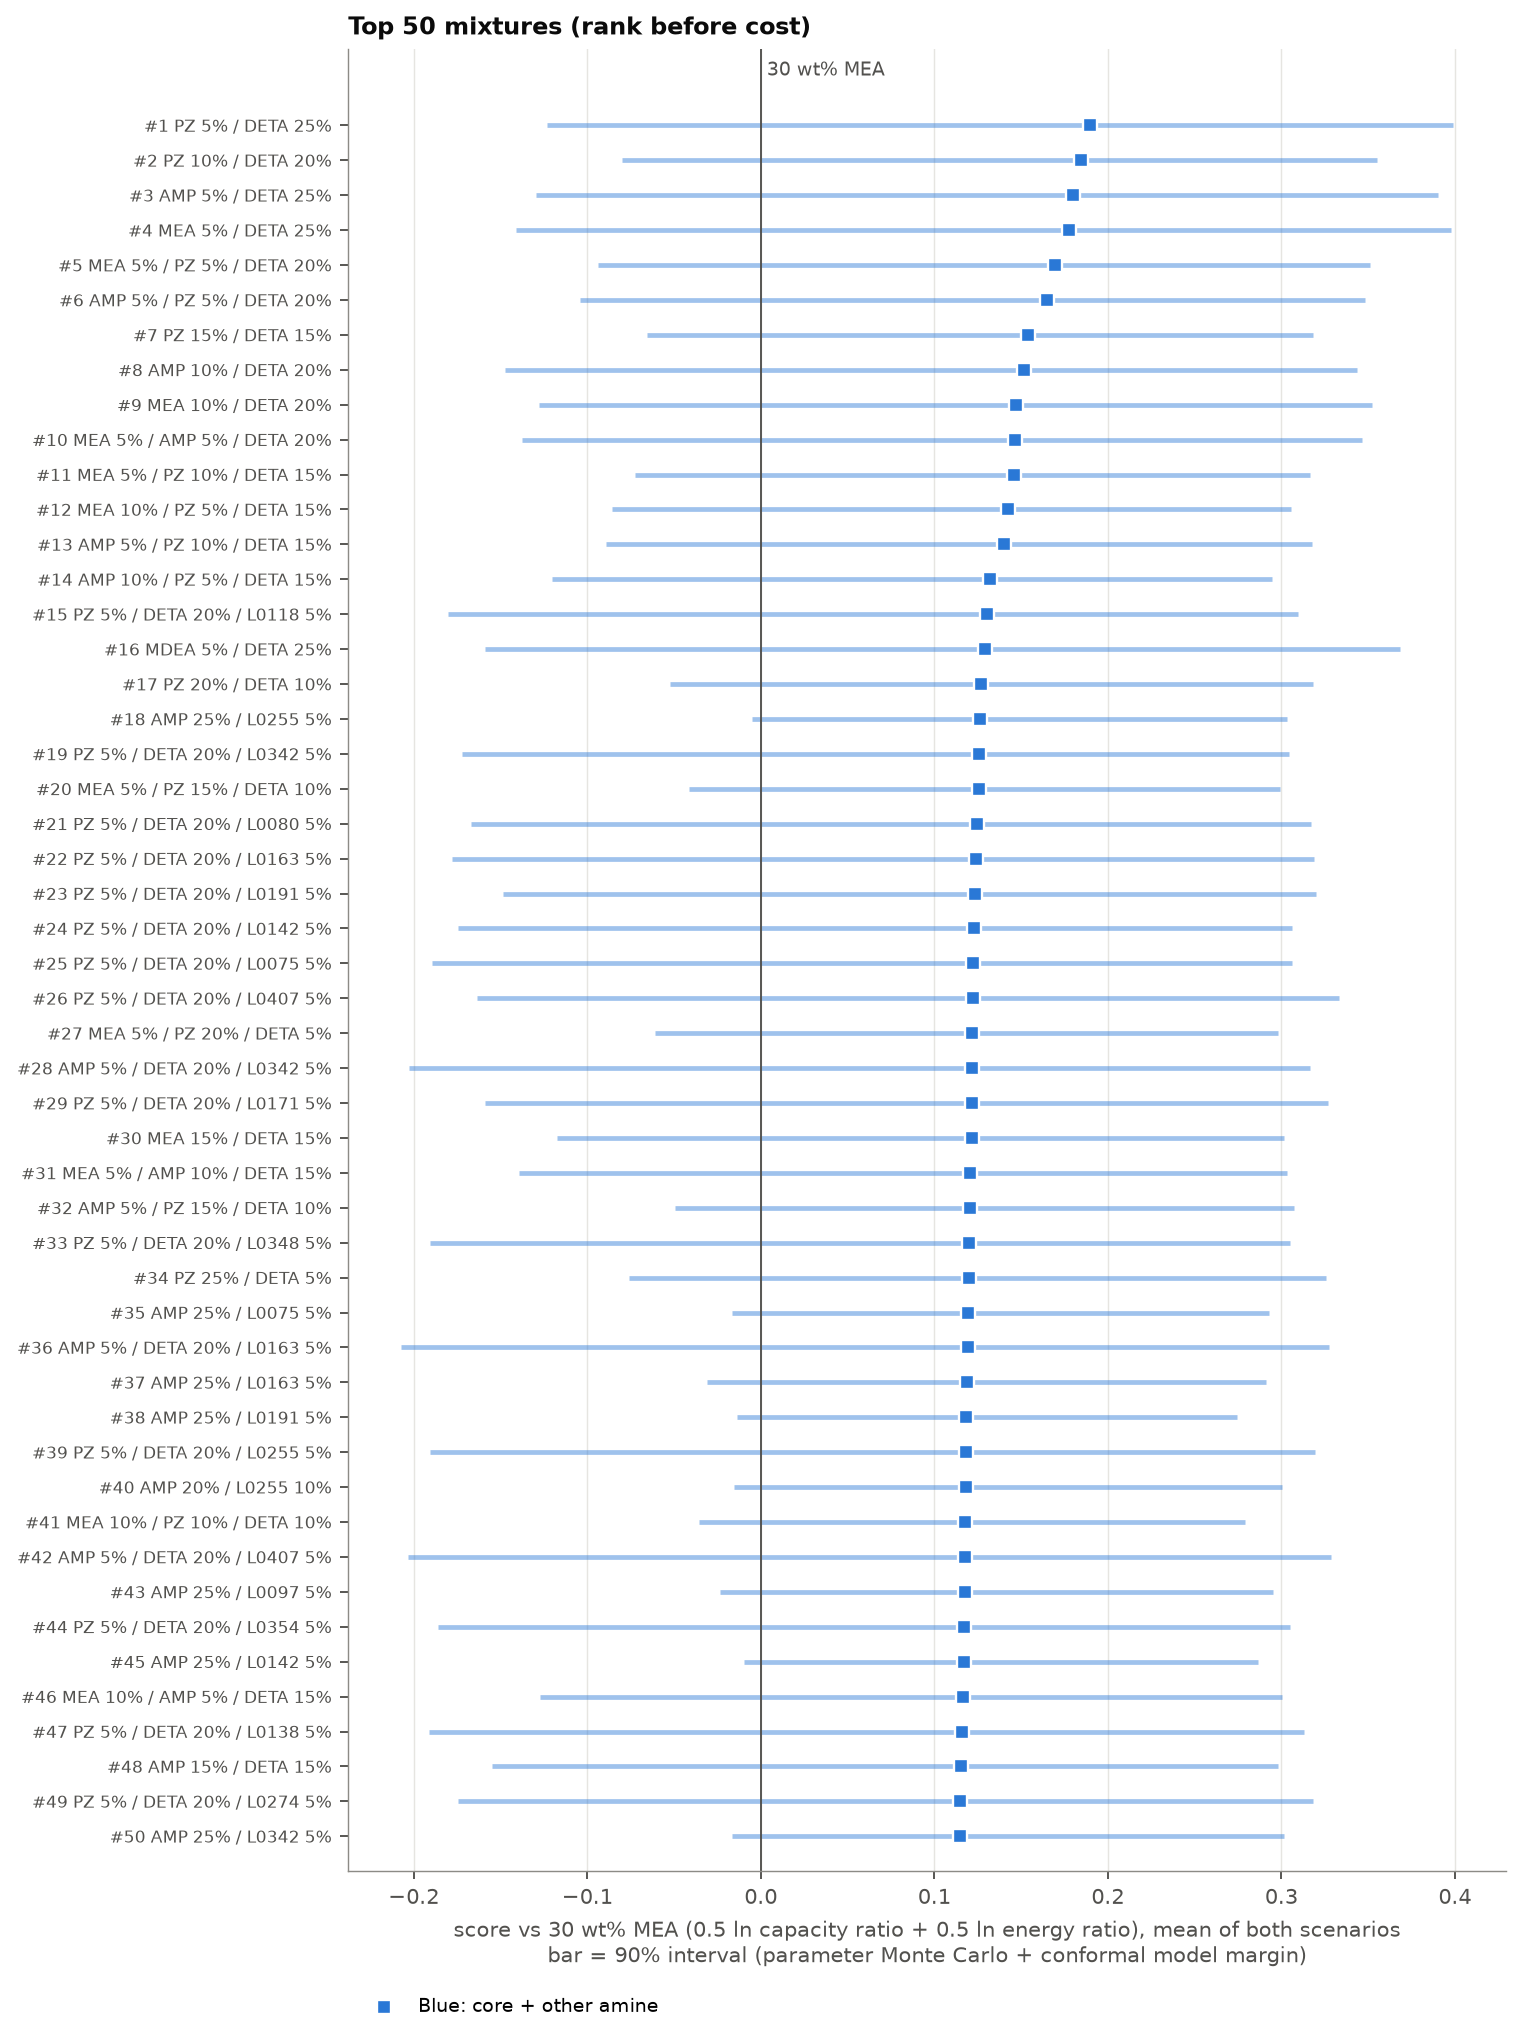 Top 50 mixtures (rank before cost)
30 wt% MEA
#1 PZ 5% / DETA 25%
#2 PZ 10% / DETA 20%
#3 AMP 5% / DETA 25%
#4 MEA 5% / DETA 25%
#5 MEA 5% / PZ 5% / DETA 20%
#6 AMP 5% / PZ 5% / DETA 20%
#7 PZ 15% / DETA 15%
#8 AMP 10% / DETA 20%
#9 MEA 10% / DETA 20%
#10 MEA 5% / AMP 5% / DETA 20%
#11 MEA 5% / PZ 10% / DETA 15%
#12 MEA 10% / PZ 5% / DETA 15%
#13 AMP 5% / PZ 10% / DETA 15%
#14 AMP 10% / PZ 5% / DETA 15%
#15 PZ 5% / DETA 20% / L0118 5%
#16 MDEA 5% / DETA 25%
#17 PZ 20% / DETA 10%
#18 AMP 25% / L0255 5%
#19 PZ 5% / DETA 20% / L0342 5%
#20 MEA 5% / PZ 15% / DETA 10%
#21 PZ 5% / DETA 20% / L0080 5%
#22 PZ 5% / DETA 20% / L0163 5%
#23 PZ 5% / DETA 20% / L0191 5%
#24 PZ 5% / DETA 20% / L0142 5%
#25 PZ 5% / DETA 20% / L0075 5%
#26 PZ 5% / DETA 20% / L0407 5%
#27 MEA 5% / PZ 20% / DETA 5%
#28 AMP 5% / DETA 20% / L0342 5%
#29 PZ 5% / DETA 20% / L0171 5%
#30 MEA 15% / DETA 15%
#31 MEA 5% / AMP 10% / DETA 15%
#32 AMP 5% / PZ 15% / DETA 10%
#33 PZ 5% / DETA 20% / L0348 5%
#34 PZ 25% / DETA 5%
#35 AMP 25% / L0075 5%
#36 AMP 5% / DETA 20% / L0163 5%
#37 AMP 25% / L0163 5%
#38 AMP 25% / L0191 5%
#39 PZ 5% / DETA 20% / L0255 5%
#40 AMP 20% / L0255 10%
#41 MEA 10% / PZ 10% / DETA 10%
#42 AMP 5% / DETA 20% / L0407 5%
#43 AMP 25% / L0097 5%
#44 PZ 5% / DETA 20% / L0354 5%
#45 AMP 25% / L0142 5%
#46 MEA 10% / AMP 5% / DETA 15%
#47 PZ 5% / DETA 20% / L0138 5%
#48 AMP 15% / DETA 15%
#49 PZ 5% / DETA 20% / L0274 5%
#50 AMP 25% / L0342 5%
−0.2 −0.1 0.0 0.1 0.2 0.3 0.4
score vs 30 wt% MEA (0.5 ln capacity ratio + 0.5 ln energy ratio), mean of both scenarios
bar = 90% interval (parameter Monte Carlo + conformal model margin)
Blue: core + other amine